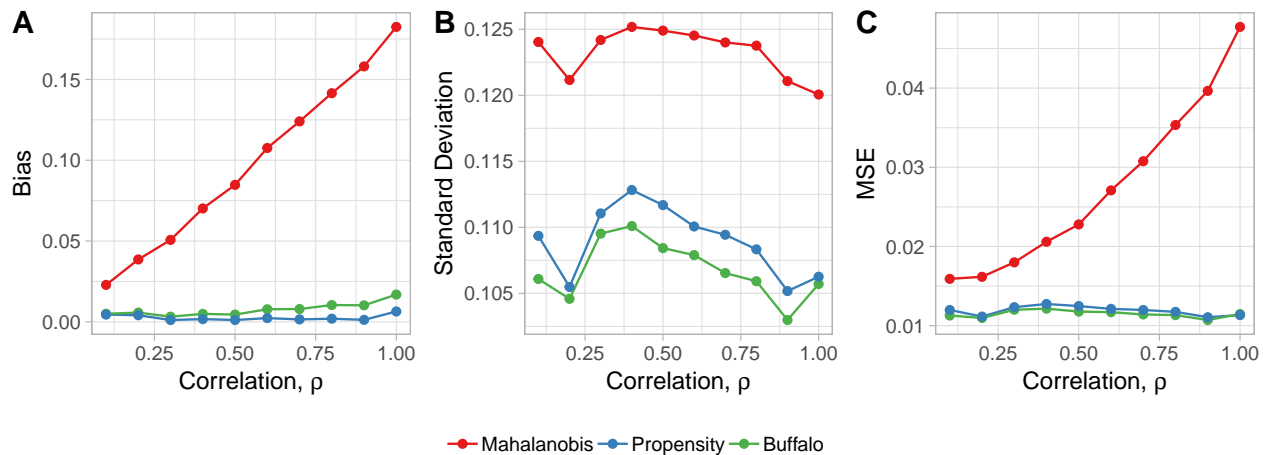 A
Bias
0.15
0.10
0.05
0.00
0.25
0.50
0.75
1.00
Correlation, ρ
B
Standard Deviation
0.125
0.120
0.115
0.110
0.105
0.25
0.50
0.75
1.00
Correlation, ρ
C
MSE
0.04
0.03
0.02
0.01
0.25
0.50
0.75
1.00
Correlation, ρ
Mahalanobis Propensity Buffalo